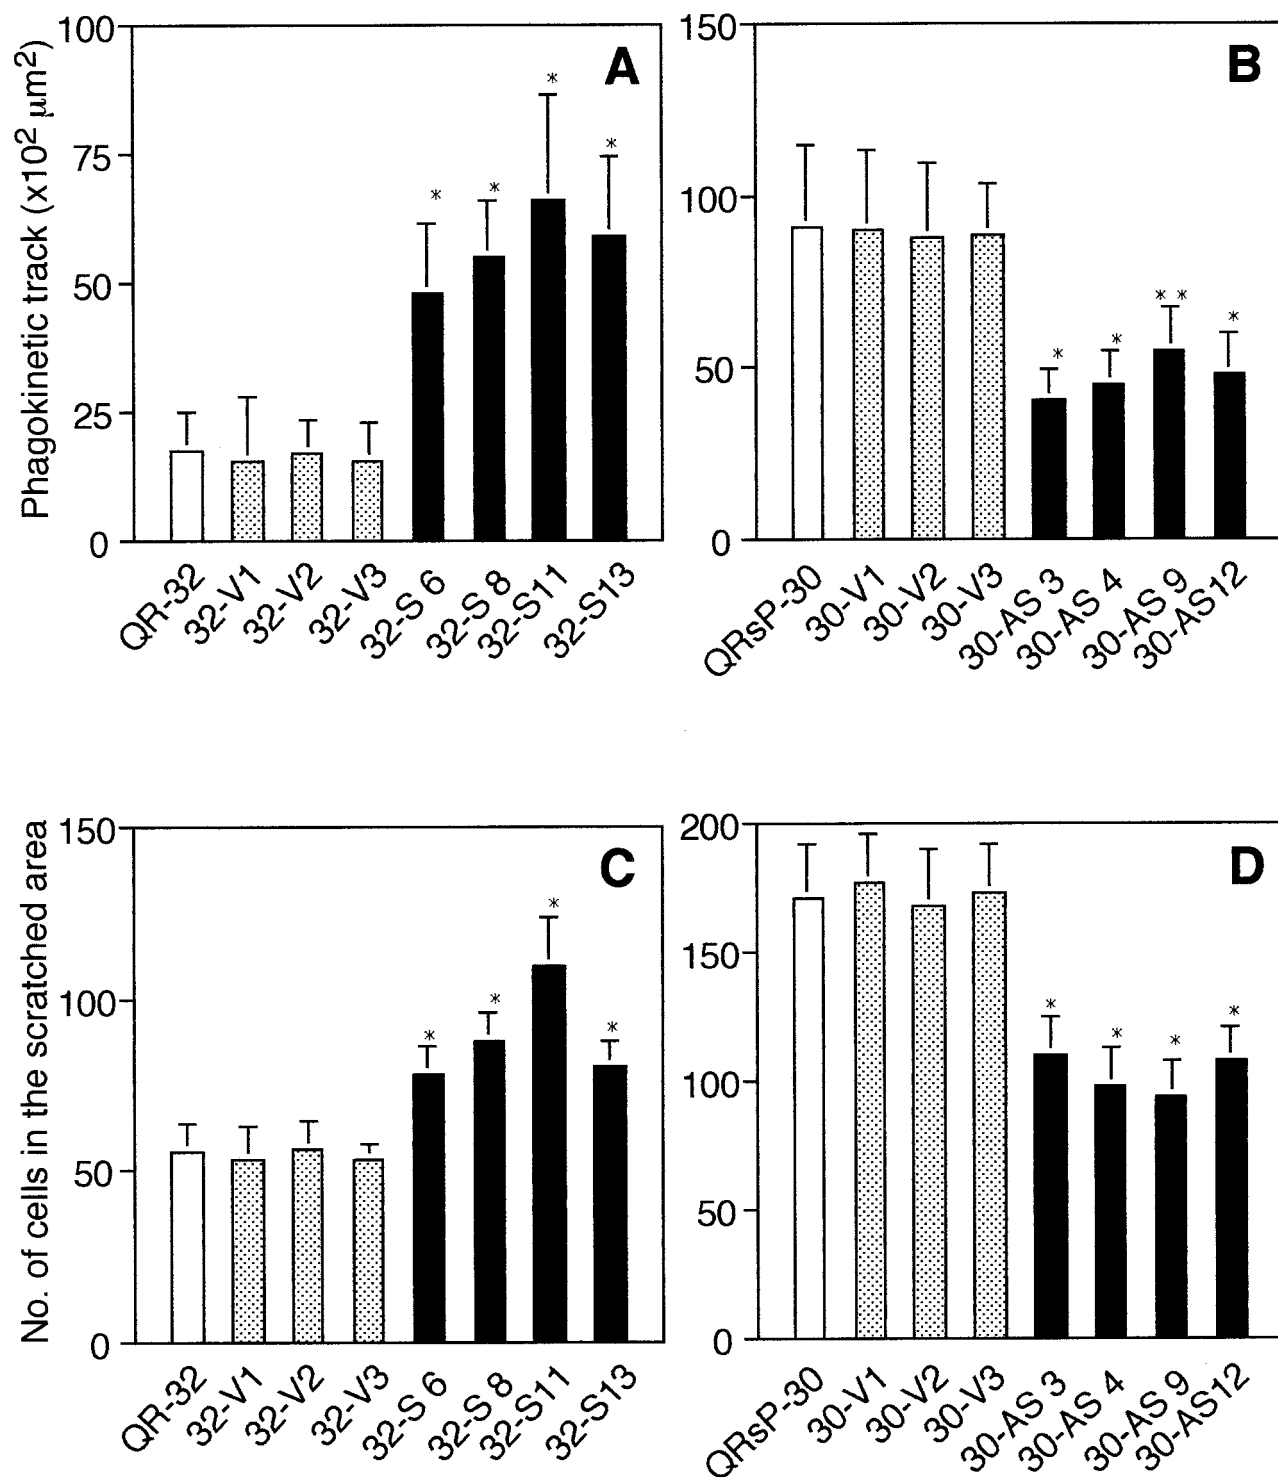 Phagokinetic track (x10² μm²)
100
75
50
25
0
A
* * * *
QR-32 32-V1 32-V2 32-V3 32-S 6 32-S 8 32-S11 32-S13
150
100
50
0
B
* * * * *
QRsP-30 30-V1 30-V2 30-V3 30-AS 3 30-AS 4 30-AS 9 30-AS12
No. of cells in the scratched area
150
100
50
0
C
* * * *
QR-32 32-V1 32-V2 32-V3 32-S 6 32-S 8 32-S11 32-S13
200
150
100
50
0
D
* * * *
QRsP-30 30-V1 30-V2 30-V3 30-AS 3 30-AS 4 30-AS 9 30-AS12